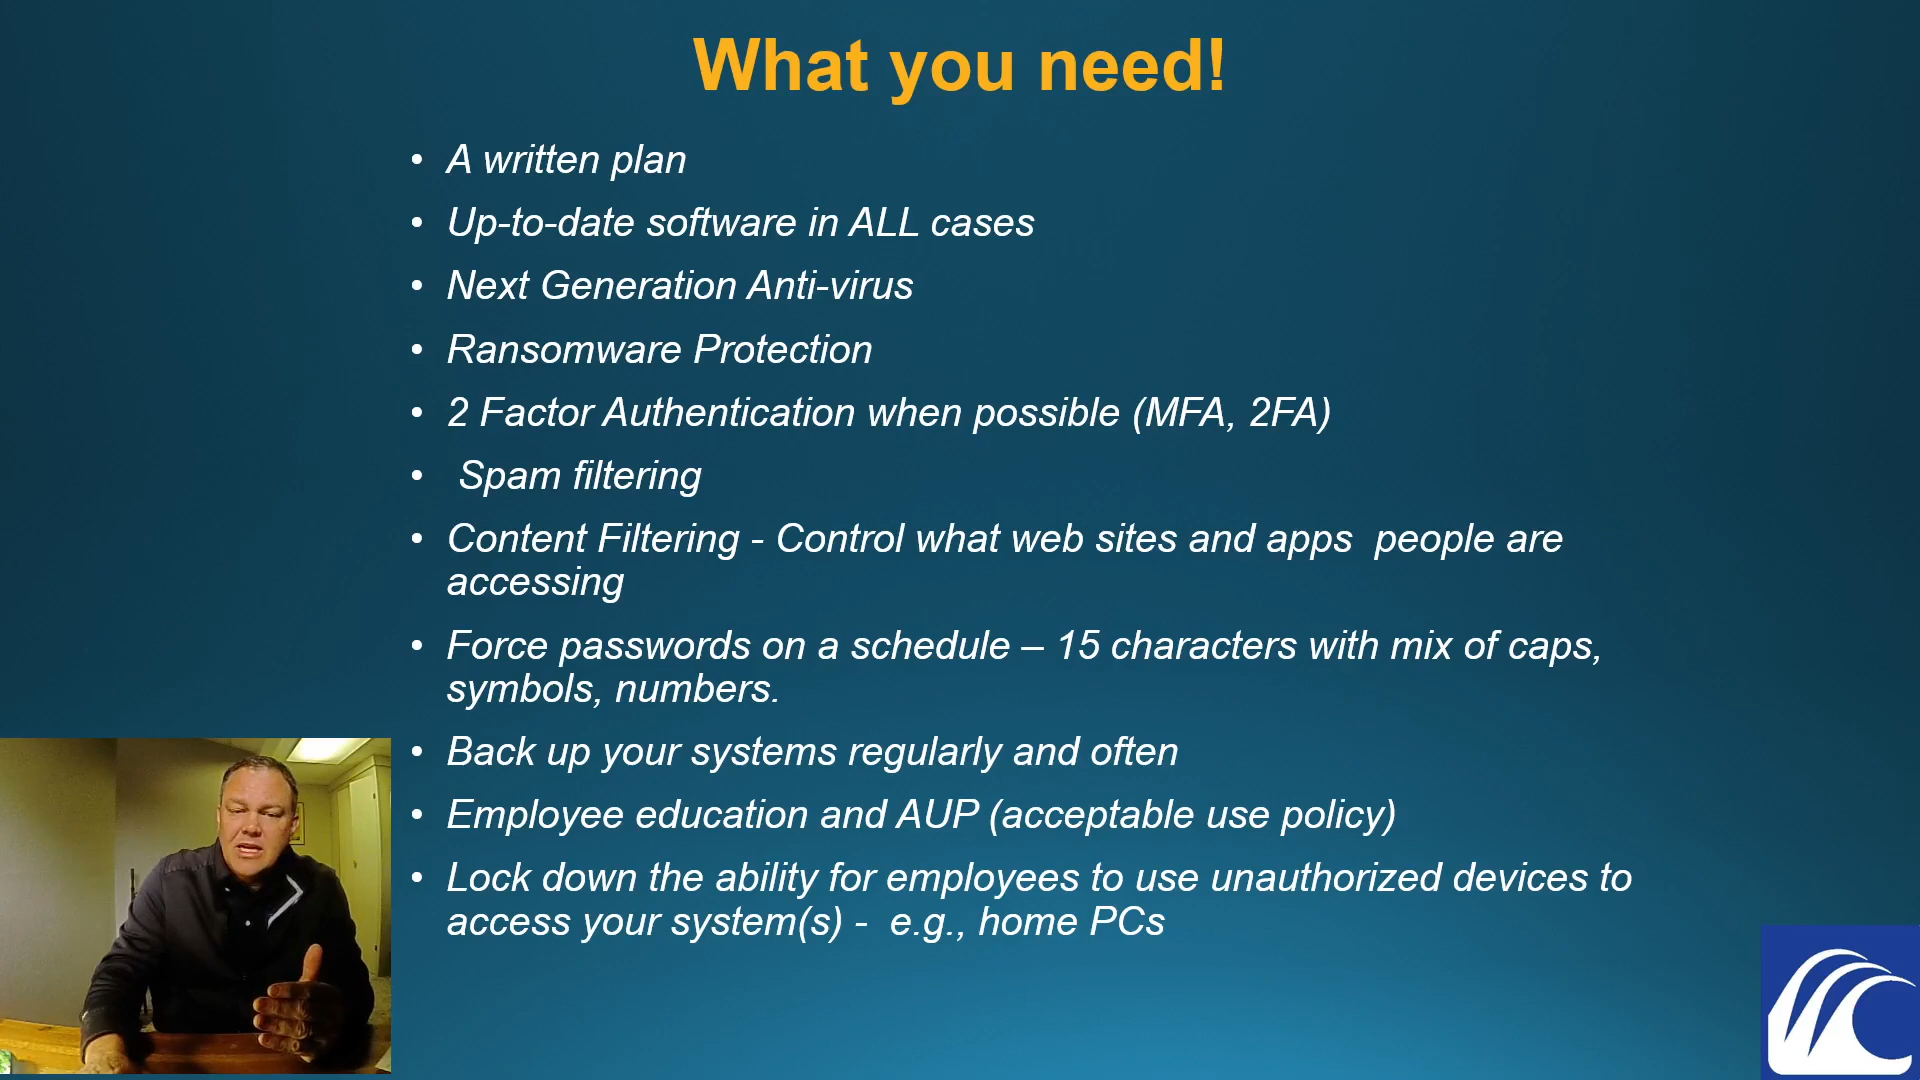 What you need!
• A written plan
• Up-to-date software in ALL cases
• Next Generation Anti-virus
• Ransomware Protection
• 2 Factor Authentication when possible (MFA, 2FA)
• Spam filtering
• Content Filtering - Control what web sites and apps  people are
accessing
• Force passwords on a schedule – 15 characters with mix of caps,
symbols, numbers.
• Back up your systems regularly and often
• Employee education and AUP (acceptable use policy)
• Lock down the ability for employees to use unauthorized devices to
access your system(s) -  e.g., home PCs